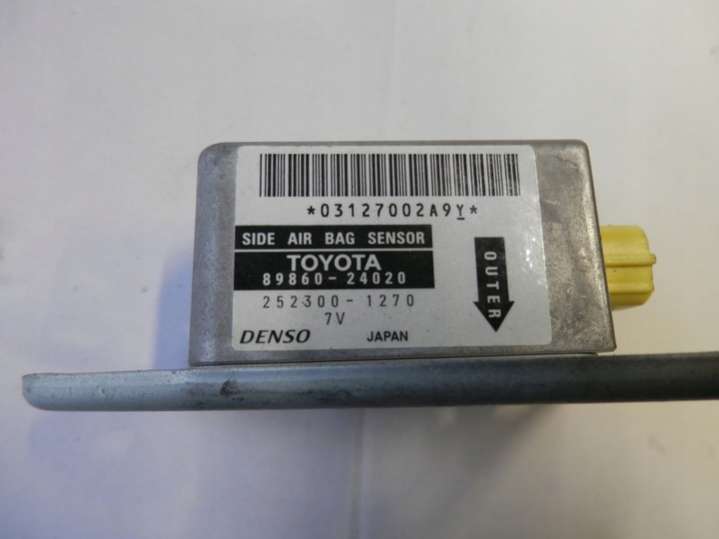 *03127002A9Y*
SIDE AIR BAG SENSOR
TOYOTA
89860-24020
252300-1270
7V
DENSO JAPAN
OUTER